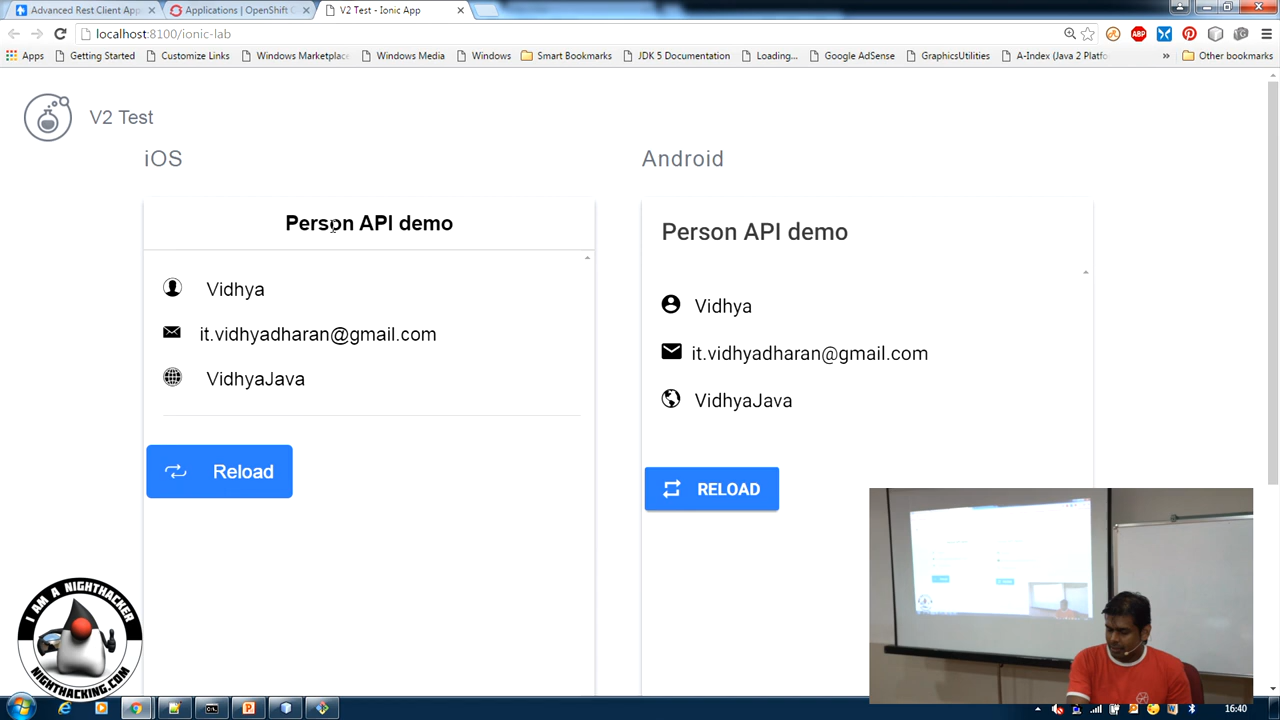 Advanced Rest Client App
Applications | OpenShift O
V2 Test - Ionic App
localhost:8100/ionic-lab
Apps
Getting Started
Customize Links
Windows Marketplac
Windows Media
Windows
Smart Bookmarks
JDK 5 Documentation
Loading...
Google AdSense
GraphicsUtilities
A-Index (Java 2 Platfo
»
Other bookmarks
ABP
V2 Test
iOS
Android
Person API demo
Vidhya
it.vidhyadharan@gmail.com
VidhyaJava
Reload
Person API demo
Vidhya
it.vidhyadharan@gmail.com
VidhyaJava
RELOAD
I AM A NIGHTHACKER
NIGHTHACKING.COM
16:40